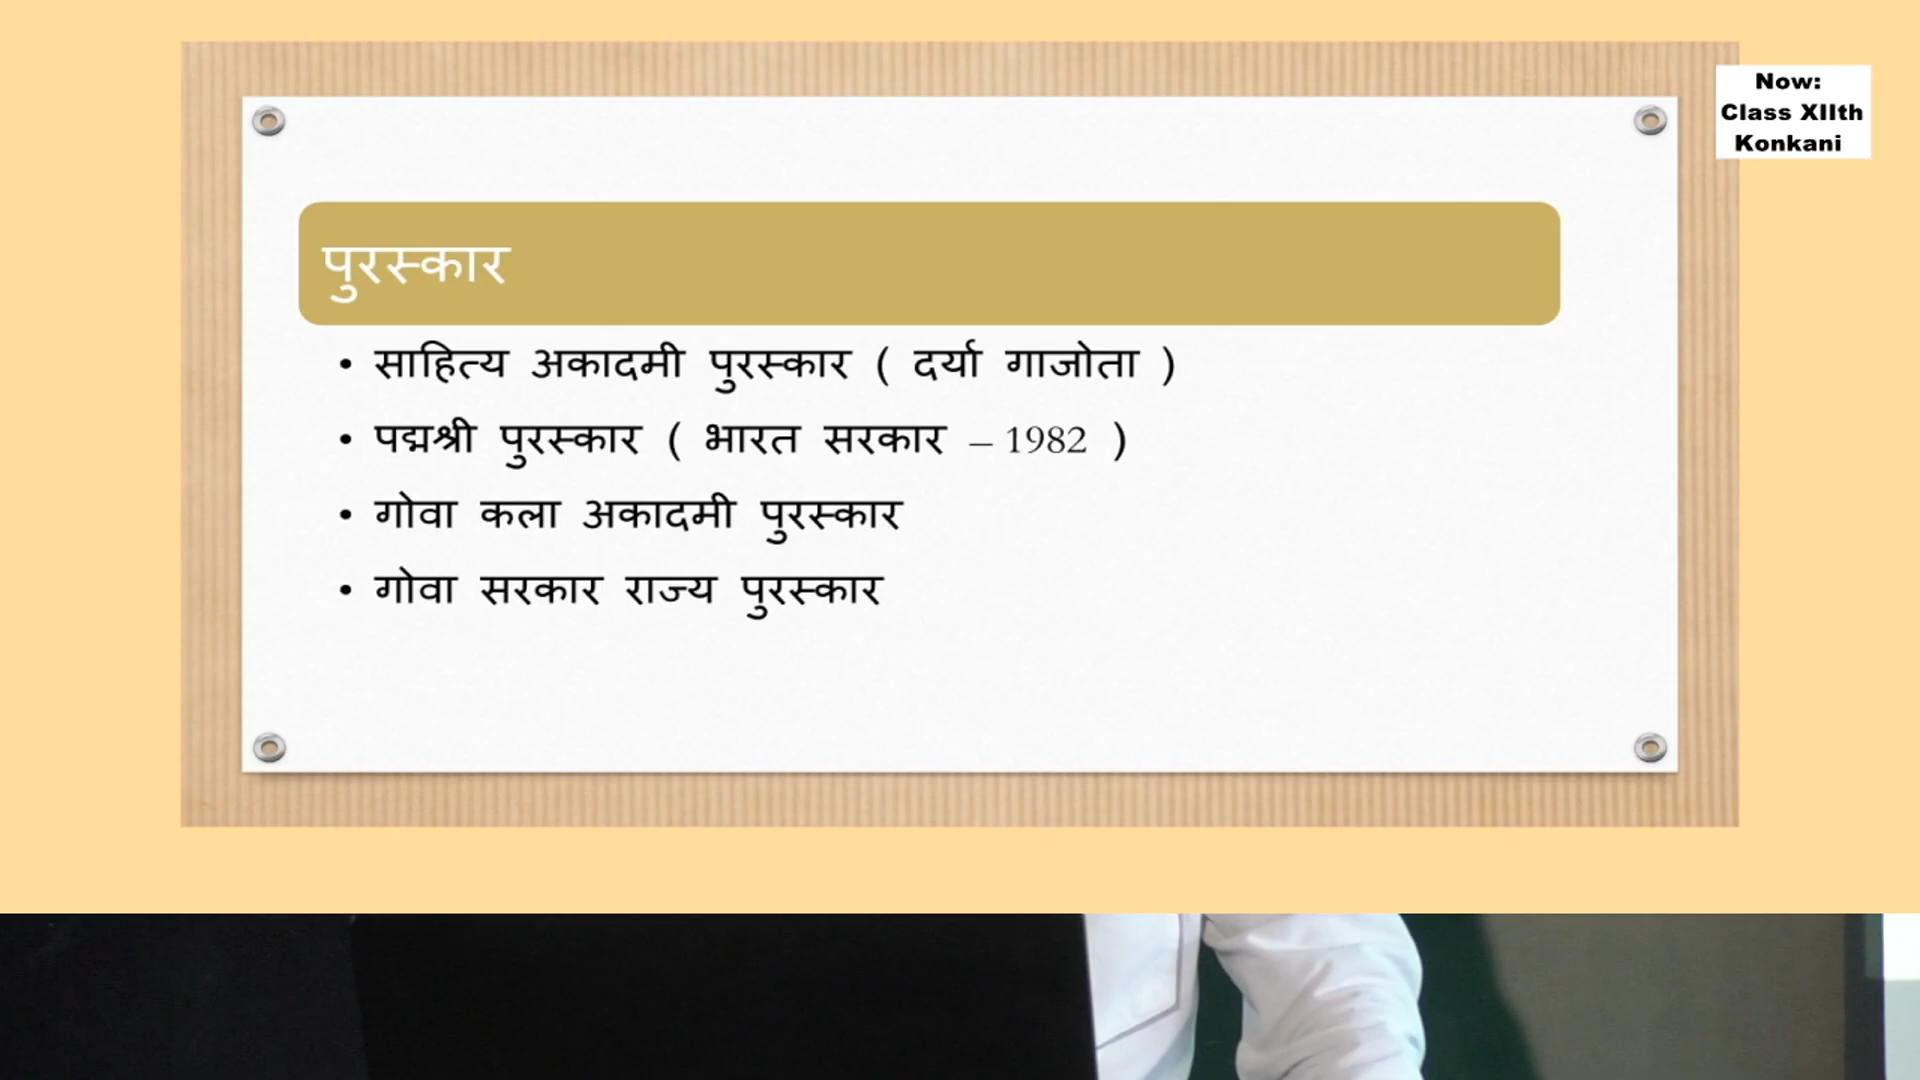 Now:
Class XIIth
Konkani
पुरस्कार
• साहित्य अकादमी पुरस्कार ( दर्या गाजोता )
• पद्मश्री पुरस्कार ( भारत सरकार – 1982 )
• गोवा कला अकादमी पुरस्कार
• गोवा सरकार राज्य पुरस्कार